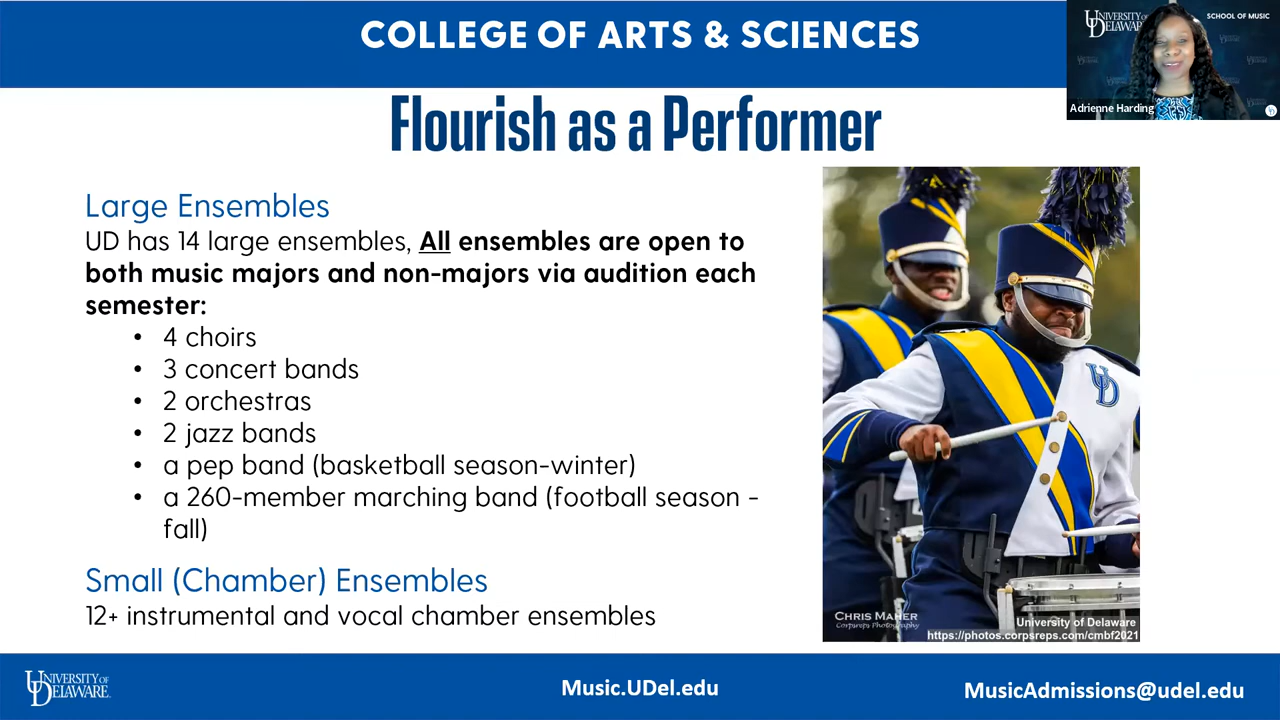 COLLEGE OF ARTS & SCIENCES
UNIVERSITY OF
DELAWARE
SCHOOL OF MUSIC
Adrienne Harding
Flourish as a Performer
Large Ensembles
UD has 14 large ensembles, All ensembles are open to
both music majors and non-majors via audition each
semester:
• 4 choirs
• 3 concert bands
• 2 orchestras
• 2 jazz bands
• a pep band (basketball season-winter)
• a 260-member marching band (football season -
fall)
Small (Chamber) Ensembles
12+ instrumental and vocal chamber ensembles
UD
CHRIS MAHER
Corpsreps Photography
University of Delaware
https://photos.corpsreps.com/cmbf2021
UNIVERSITY OF
DELAWARE
Music.UDel.edu
MusicAdmissions@udel.edu